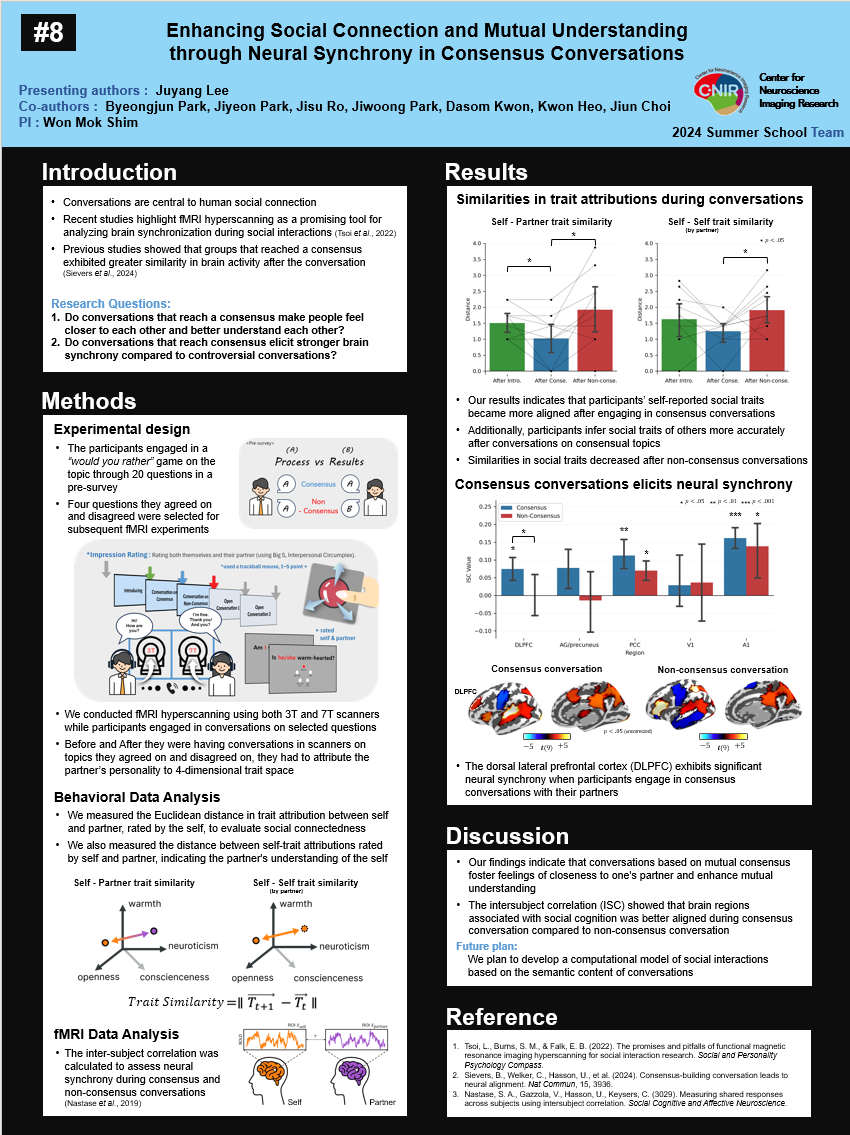 #8
Enhancing Social Connection and Mutual Understanding
through Neural Synchrony in Consensus Conversations
Presenting authors : Juyang Lee
Co-authors : Byeongjun Park, Jiyeon Park, Jisu Ro, Jiwoong Park, Dasom Kwon, Kwon Heo, Jiun Choi
PI : Won Mok Shim
CNIR
Center for
Neuroscience
Imaging Research
2024 Summer School Team
Introduction
• Conversations are central to human social connection
• Recent studies highlight fMRI hyperscanning as a promising tool for
analyzing brain synchronization during social interactions (Tsoi et al., 2022)
• Previous studies showed that groups that reached a consensus
exhibited greater similarity in brain activity after the conversation
(Sievers et al., 2024)
Research Questions:
1. Do conversations that reach a consensus make people feel
closer to each other and better understand each other?
2. Do conversations that reach consensus elicit stronger brain
synchrony compared to controversial conversations?
Methods
Experimental design
• The participants engaged in a
“would you rather” game on the
topic through 20 questions in a
pre-survey
• Four questions they agreed on
and disagreed were selected for
subsequent fMRI experiments
<Pre-survey>
(A) (B)
Process vs Results
A Consensus A
A Non - Consensus B
*Impression Rating : Rating both themselves and their partner (using Big 5, Interpersonal Circumplex).
*used a trackball mouse, 1~5 point +
Introducing
Conversation on
Consensus
Conversation on
Non-Consensus
Open
Conversation 1
Open
Conversation 2
Hi!
How are
you?
I'm fine.
Thank you!
And you?
3T
7T
+ rated
self & partner
Am I
Is he/she warm-hearted?
• We conducted fMRI hyperscanning using both 3T and 7T scanners
while participants engaged in conversations on selected questions
• Before and After they were having conversations in scanners on
topics they agreed on and disagreed on, they had to attribute the
partner’s personality to 4-dimensional trait space
Behavioral Data Analysis
• We measured the Euclidean distance in trait attribution between self
and partner, rated by the self, to evaluate social connectedness
• We also measured the distance between self-trait attributions rated
by self and partner, indicating the partner's understanding of the self
Self - Partner trait similarity
warmth
neuroticism
openness
conscienceness
Self - Self trait similarity
(by partner)
warmth
neuroticism
openness
conscienceness
Trait Similarity =‖ T_{t+1} − T_t ‖
fMRI Data Analysis
• The inter-subject correlation was
calculated to assess neural
synchrony during consensus and
non-consensus conversations
(Nastase et al., 2019)
BOLD
ROI x_self
r
ROI x_partner
Self
Partner
Results
Similarities in trait attributions during conversations
Self - Partner trait similarity
*
*
4.0
3.5
3.0
2.5
2.0
1.5
1.0
0.5
0.0
Distance
After Intro. After Conse. After Non-conse.
Self - Self trait similarity
(by partner)
* p < .05
*
4.0
3.5
3.0
2.5
2.0
1.5
1.0
0.5
0.0
Distance
After Intro. After Conse. After Non-conse.
• Our results indicates that participants’ self-reported social traits
became more aligned after engaging in consensus conversations
• Additionally, participants infer social traits of others more accurately
after conversations on consensual topics
• Similarities in social traits decreased after non-consensus conversations
Consensus conversations elicits neural synchrony
* p < .05 ** p < .01 *** p < .001
Consensus
Non-Consensus
0.25
0.20
0.15
0.10
0.05
0.00
−0.05
−0.10
ISC Value
*
*
**
*
***
*
DLPFC AG/precuneus PCC V1 A1
Region
Consensus conversation
Non-consensus conversation
DLPFC
p < .05 (uncorrected)
−5 t(9) +5
−5 t(9) +5
• The dorsal lateral prefrontal cortex (DLPFC) exhibits significant
neural synchrony when participants engage in consensus
conversations with their partners
Discussion
• Our findings indicate that conversations based on mutual consensus
foster feelings of closeness to one's partner and enhance mutual
understanding
• The intersubject correlation (ISC) showed that brain regions
associated with social cognition was better aligned during consensus
conversation compared to non-consensus conversation
Future plan:
We plan to develop a computational model of social interactions
based on the semantic content of conversations
Reference
1. Tsoi, L., Burns, S. M., & Falk, E. B. (2022). The promises and pitfalls of functional magnetic
resonance imaging hyperscanning for social interaction research. Social and Personality
Psychology Compass.
2. Sievers, B., Welker, C., Hasson, U., et al. (2024). Consensus-building conversation leads to
neural alignment. Nat Commun, 15, 3936.
3. Nastase, S. A., Gazzola, V., Hasson, U., Keysers, C. (3029). Measuring shared responses
across subjects using intersubject correlation. Social Cognitive and Affective Neuroscience.